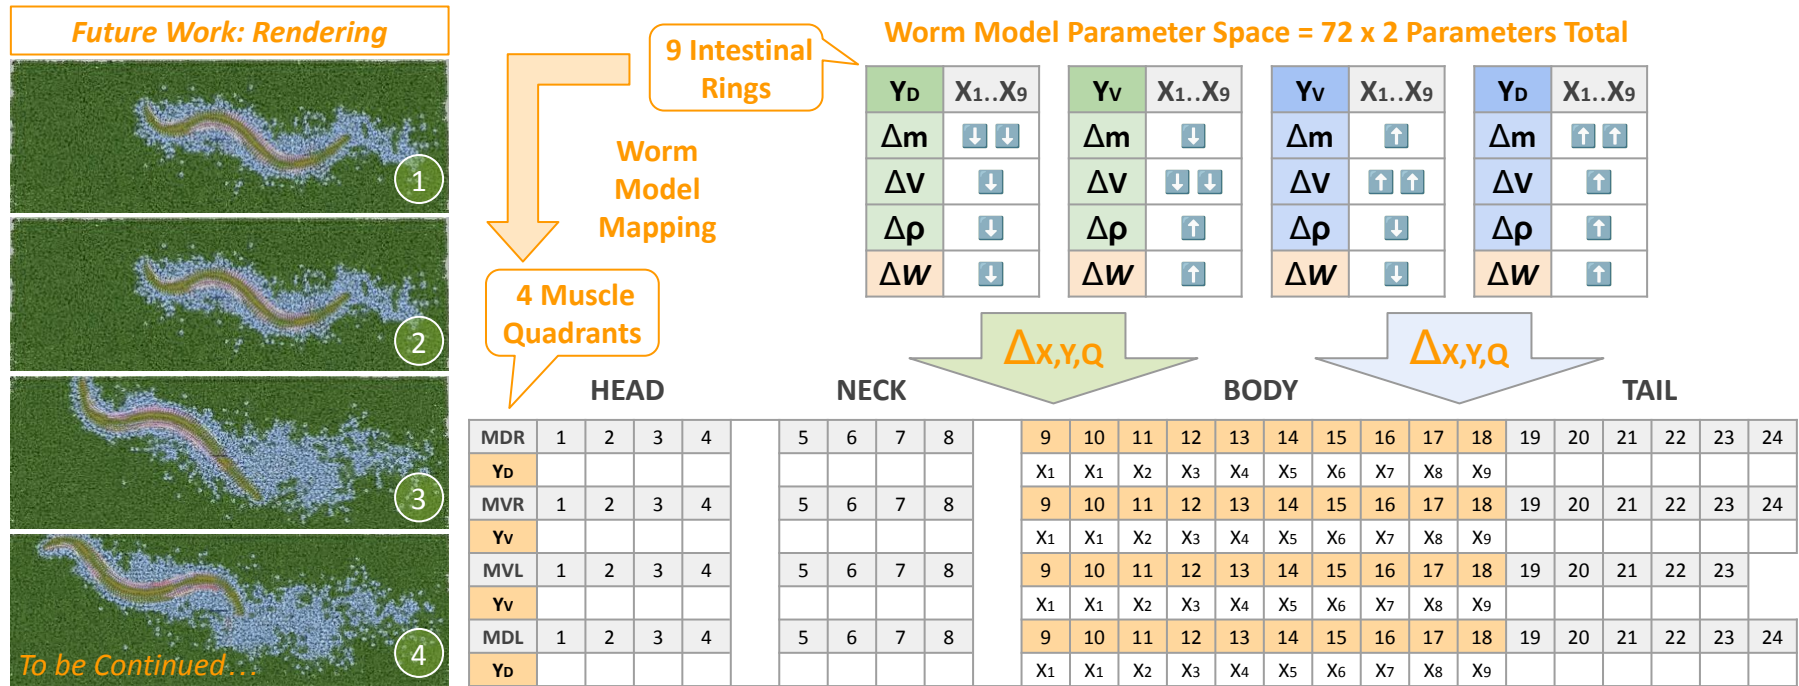 Future Work: Rendering
1
2
3
4
To be Continued…
9 Intestinal
Rings
Worm
Model
Mapping
4 Muscle
Quadrants
Worm Model Parameter Space = 72 x 2 Parameters Total
YD X1..X9
Δm ⬇️ ⬇️
ΔV ⬇️
Δρ ⬇️
ΔW ⬇️
YV X1..X9
Δm ⬇️
ΔV ⬇️ ⬇️
Δρ ⬆️
ΔW ⬆️
YV X1..X9
Δm ⬆️
ΔV ⬆️ ⬆️
Δρ ⬇️
ΔW ⬇️
YD X1..X9
Δm ⬆️ ⬆️
ΔV ⬆️
Δρ ⬆️
ΔW ⬆️
ΔX,Y,Q
ΔX,Y,Q
HEAD NECK BODY TAIL
MDR 1 2 3 4 5 6 7 8 9 10 11 12 13 14 15 16 17 18 19 20 21 22 23 24
YD X1 X1 X2 X3 X4 X5 X6 X7 X8 X9
MVR 1 2 3 4 5 6 7 8 9 10 11 12 13 14 15 16 17 18 19 20 21 22 23 24
YV X1 X1 X2 X3 X4 X5 X6 X7 X8 X9
MVL 1 2 3 4 5 6 7 8 9 10 11 12 13 14 15 16 17 18 19 20 21 22 23
YV X1 X1 X2 X3 X4 X5 X6 X7 X8 X9
MDL 1 2 3 4 5 6 7 8 9 10 11 12 13 14 15 16 17 18 19 20 21 22 23 24
YD X1 X1 X2 X3 X4 X5 X6 X7 X8 X9